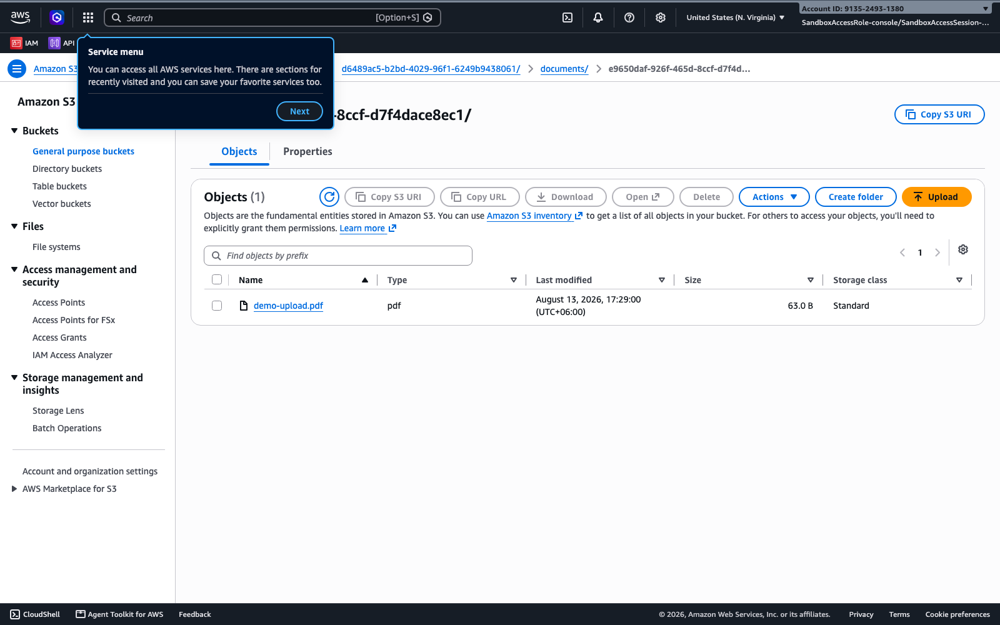 aws
Search
[Option+S]
United States (N. Virginia)
Account ID: 9135-2493-1380
SandboxAccessRole-console/SandboxAccessSession-...
IAM
API
Service menu
You can access all AWS services here. There are sections for
recently visited and you can save your favorite services too.
Next
Amazon S3
d6489ac5-b2bd-4029-96f1-6249b9438061/
documents/
e9650daf-926f-465d-8ccf-d7f4d...
Amazon S3
Buckets
General purpose buckets
Directory buckets
Table buckets
Vector buckets
Files
File systems
Access management and
security
Access Points
Access Points for FSx
Access Grants
IAM Access Analyzer
Storage management and
insights
Storage Lens
Batch Operations
Account and organization settings
AWS Marketplace for S3
-8ccf-d7f4dace8ec1/
Copy S3 URI
Objects
Properties
Objects (1)
Copy S3 URI
Copy URL
Download
Open
Delete
Actions
Create folder
Upload
Objects are the fundamental entities stored in Amazon S3. You can use Amazon S3 inventory to get a list of all objects in your bucket. For others to access your objects, you'll need to
explicitly grant them permissions. Learn more
Find objects by prefix
1
Name
Type
Last modified
Size
Storage class
demo-upload.pdf
pdf
August 13, 2026, 17:29:00
(UTC+06:00)
63.0 B
Standard
CloudShell
Agent Toolkit for AWS
Feedback
© 2026, Amazon Web Services, Inc. or its affiliates.
Privacy
Terms
Cookie preferences